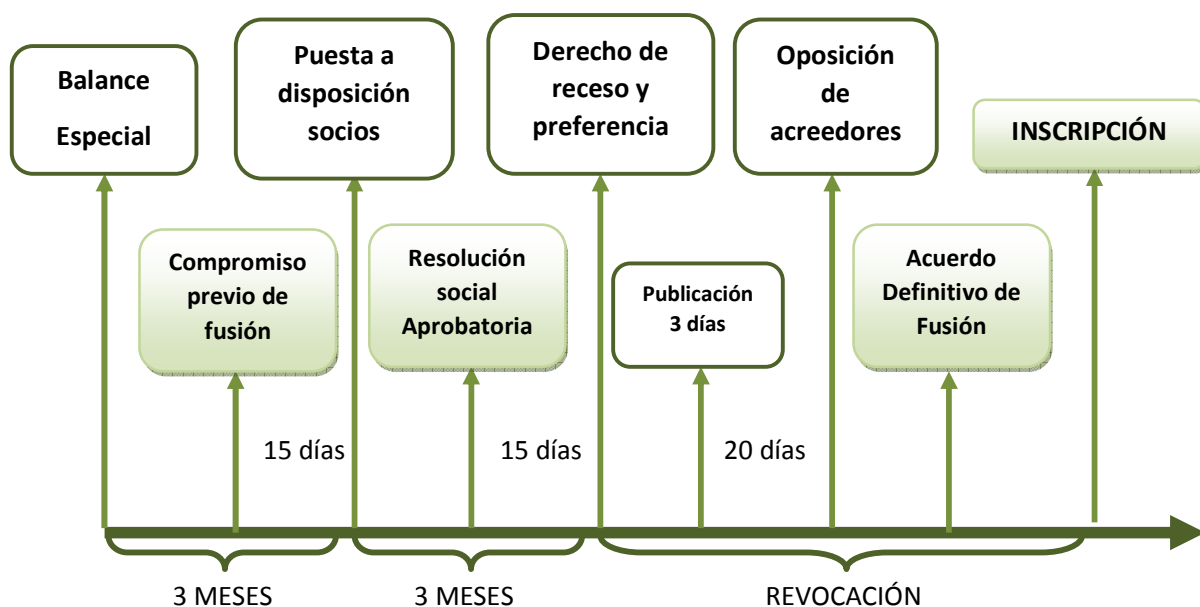 Balance
Especial
Puesta a
disposición
socios
Derecho de
receso y
preferencia
Oposición
de
acreedores
INSCRIPCIÓN
Compromiso
previo de
fusión
Resolución
social
Aprobatoria
Publicación
3 días
Acuerdo
Definitivo de
Fusión
15 días
15 días
20 días
3 MESES
3 MESES
REVOCACIÓN